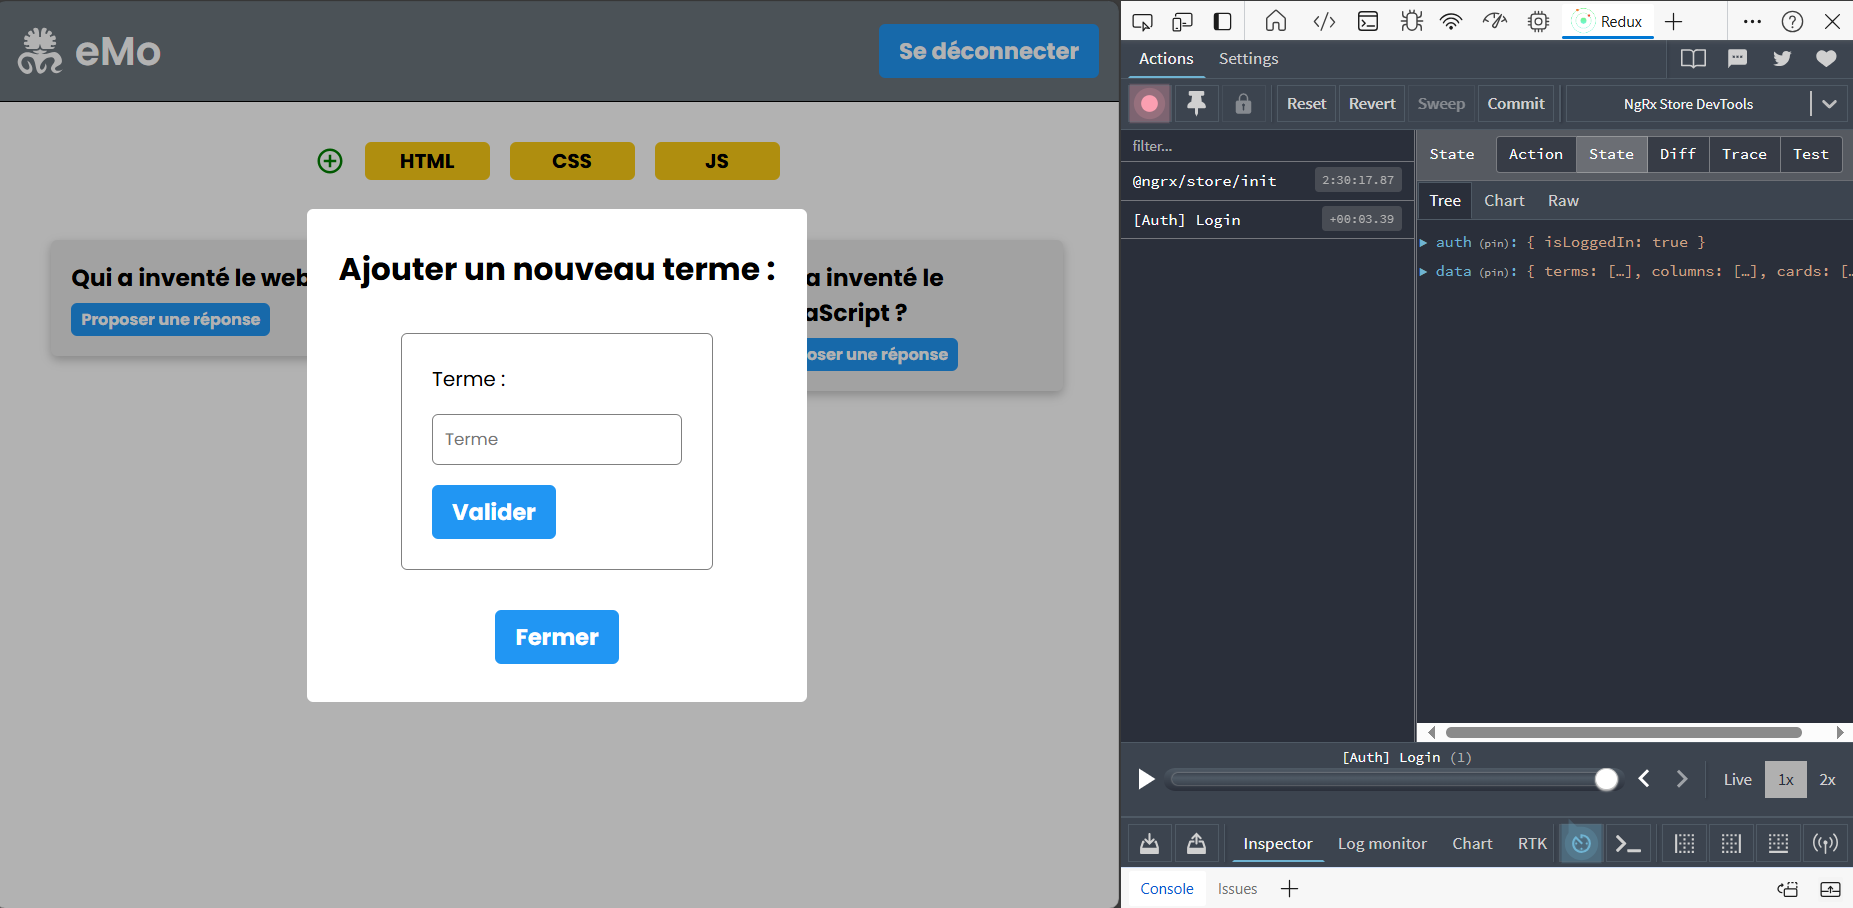 eMo
Se déconnecter
HTML
CSS
JS
Qui a inventé le web
Proposer une réponse
a inventé le
aScript ?
oser une réponse
Ajouter un nouveau terme :
Terme :
Terme
Valider
Fermer
Redux
Actions
Settings
Reset
Revert
Sweep
Commit
NgRx Store DevTools
filter...
@ngrx/store/init
2:30:17.87
[Auth] Login
+00:03.39
State
Action
State
Diff
Trace
Test
Tree
Chart
Raw
auth (pin): { isLoggedIn: true }
data (pin): { terms: […], columns: […], cards: […
[Auth] Login (1)
Live
1x
2x
Inspector
Log monitor
Chart
RTK
Console
Issues